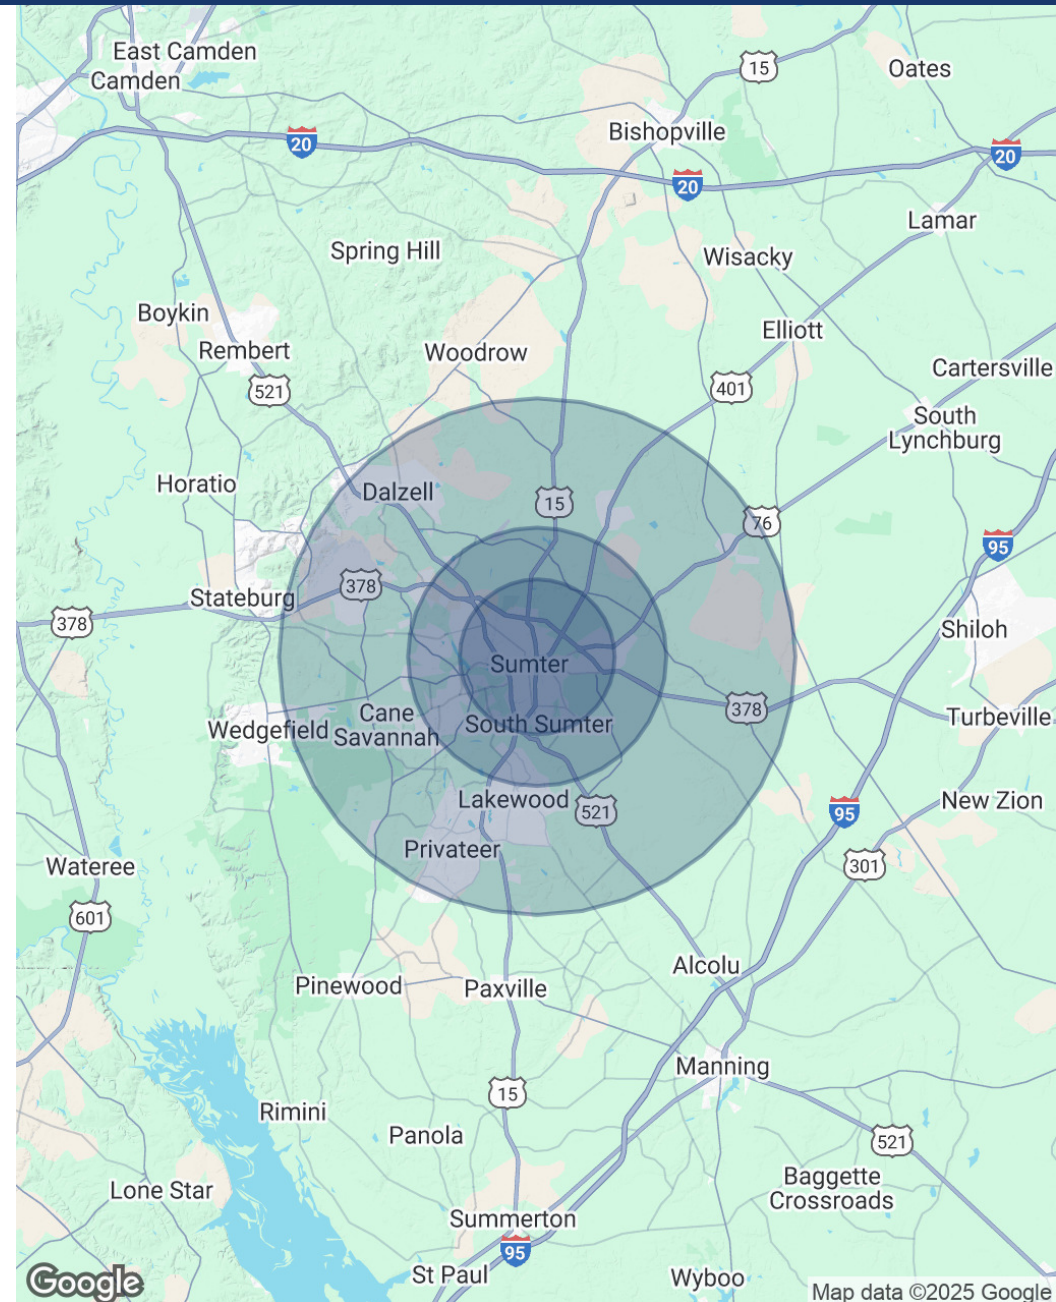 East Camden
Camden
15
Oates
Bishopville
20
20
20
Lamar
Spring Hill
Wisacky
Boykin
Elliott
Rembert
Woodrow
Cartersville
521
401
South
Lynchburg
Horatio
Dalzell
15
76
95
378
Stateburg
378
Shiloh
Sumter
378
Turbeville
Wedgefield
Cane
Savannah
South Sumter
Lakewood
521
New Zion
95
Privateer
301
Wateree
601
Alcolu
Pinewood
Paxville
Manning
15
Rimini
Panola
521
Baggette
Crossroads
Lone Star
Summerton
95
St Paul
Wyboo
Google
Map data ©2025 Google